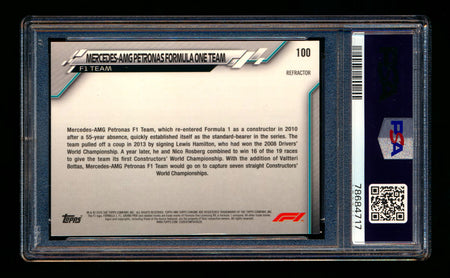 MERCEDES-AMG PETRONAS FORMULA ONE TEAM
F1 TEAM
100
REFRACTOR
Mercedes-AMG Petronas F1 Team, which re-entered Formula 1 as a constructor in 2010
after a 55-year absence, quickly established itself as the standard-bearer in the series. The
team pulled off a coup in 2013 by signing Lewis Hamilton, who had won the 2008 Drivers'
World Championship. A year later, he and Nico Rosberg combined to win 16 of the 19 races
to give the team its first Constructors' World Championship. With the addition of Valtteri
Bottas, Mercedes-AMG Petronas F1 Team would go on to capture seven straight Constructors'
World Championships.
Topps
F1
PSA
78684717